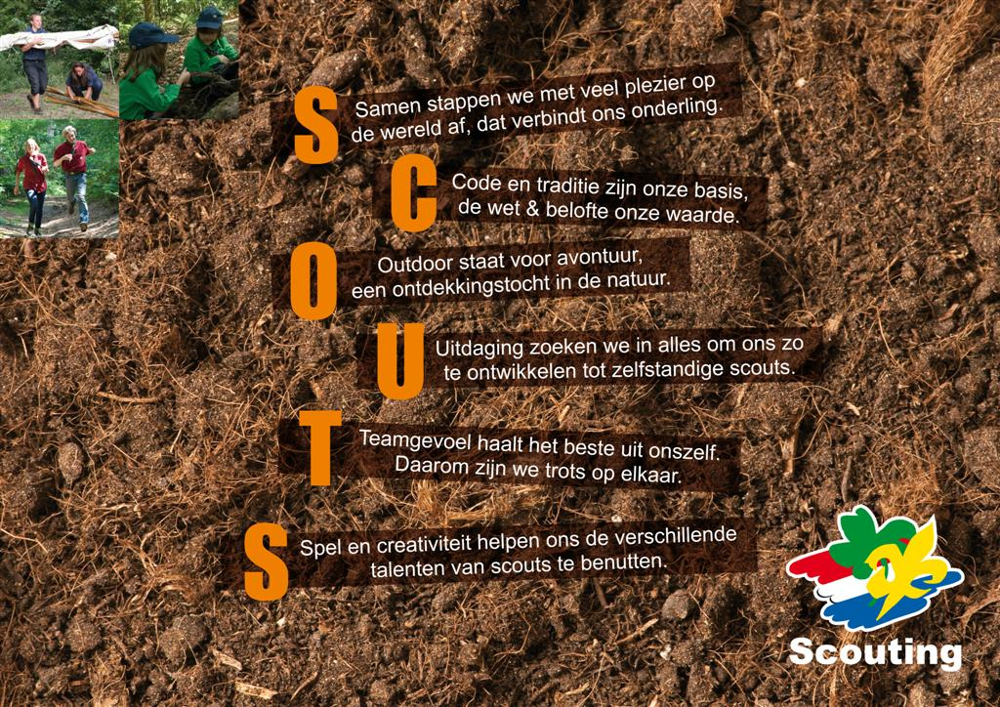 S
Samen stappen we met veel plezier op
de wereld af, dat verbindt ons onderling.
C
Code en traditie zijn onze basis,
de wet & belofte onze waarde.
O
Outdoor staat voor avontuur,
een ontdekkingstocht in de natuur.
U
Uitdaging zoeken we in alles om ons zo
te ontwikkelen tot zelfstandige scouts.
T
Teamgevoel haalt het beste uit onszelf.
Daarom zijn we trots op elkaar.
S
Spel en creativiteit helpen ons de verschillende
talenten van scouts te benutten.
Scouting